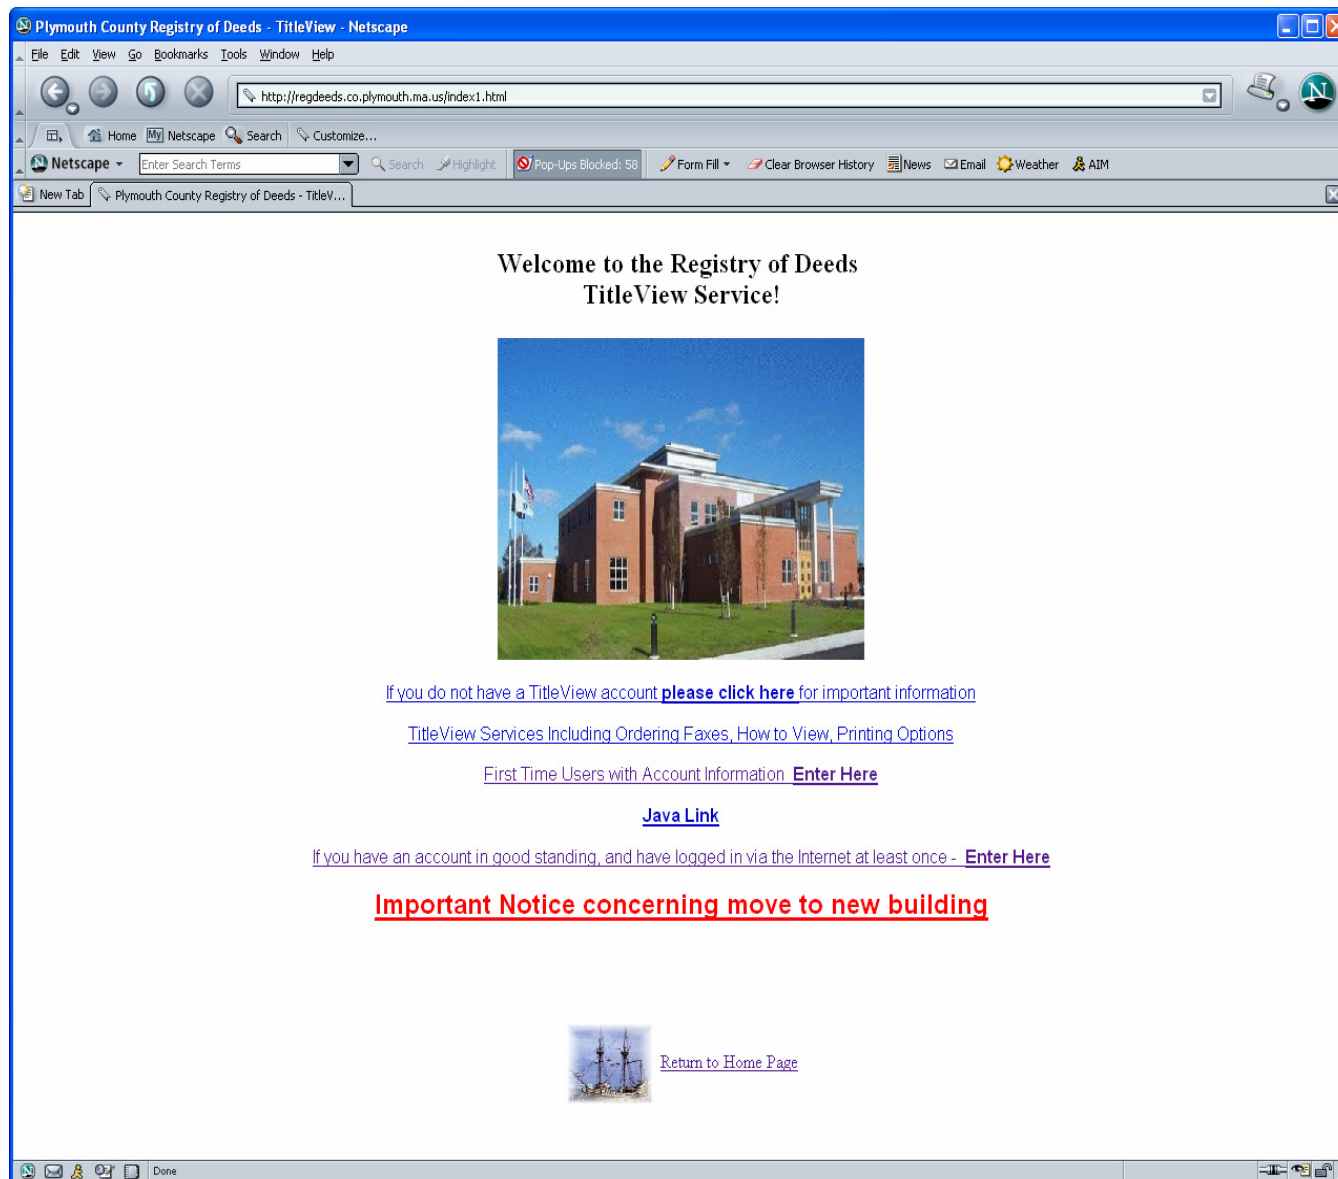 Plymouth County Registry of Deeds - TitleView - Netscape
File Edit View Go Bookmarks Tools Window Help
http://regdeeds.co.plymouth.ma.us/index1.html
Home My Netscape Search Customize...
Netscape Enter Search Terms Search Highlight Pop-Ups Blocked: 58 Form Fill Clear Browser History News Email Weather AIM
New Tab Plymouth County Registry of Deeds - TitleV...
Welcome to the Registry of Deeds
TitleView Service!
If you do not have a TitleView account please click here for important information
TitleView Services Including Ordering Faxes, How to View, Printing Options
First Time Users with Account Information Enter Here
Java Link
If you have an account in good standing, and have logged in via the Internet at least once - Enter Here
Important Notice concerning move to new building
Return to Home Page
Done